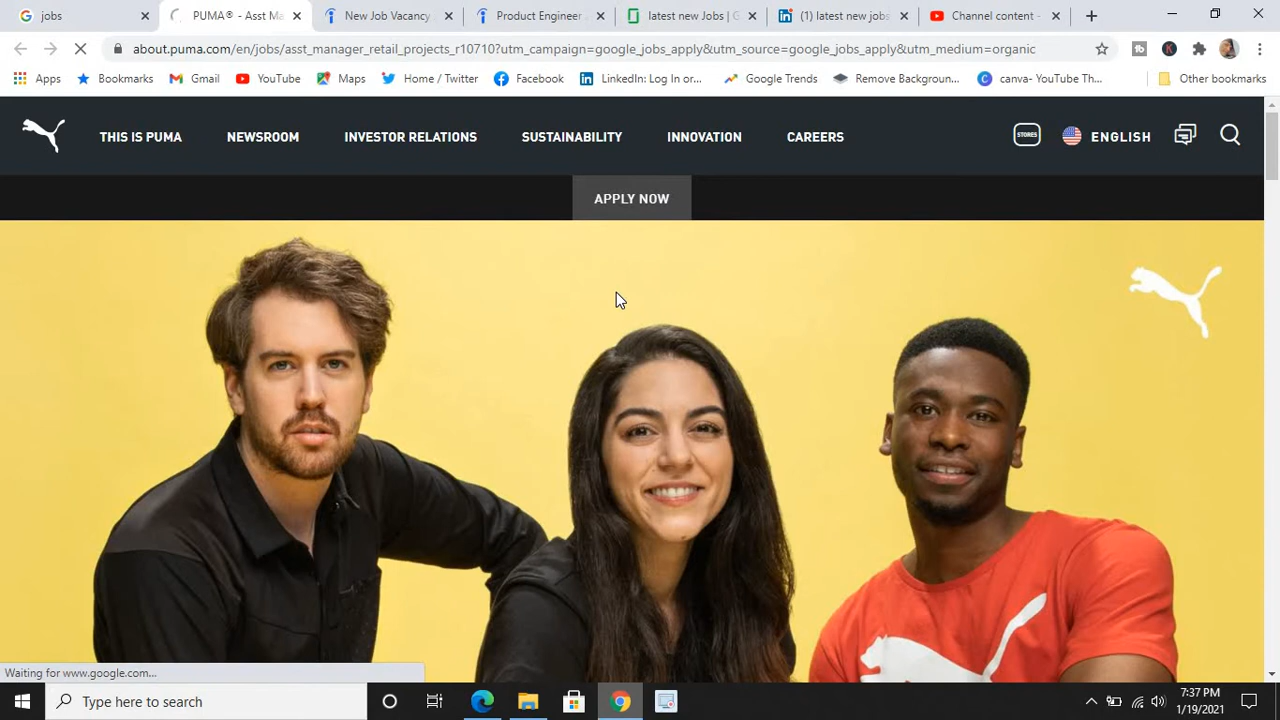 jobs
PUMA® - Asst Ma
New Job Vacancy
Product Engineer
latest new Jobs | G
(1) latest new jobs
Channel content -
about.puma.com/en/jobs/asst_manager_retail_projects_r10710?utm_campaign=google_jobs_apply&utm_source=google_jobs_apply&utm_medium=organic
Apps Bookmarks Gmail YouTube Maps Home / Twitter Facebook LinkedIn: Log In or... Google Trends Remove Backgroun... canva- YouTube Th... Other bookmarks
THIS IS PUMA NEWSROOM INVESTOR RELATIONS SUSTAINABILITY INNOVATION CAREERS STORES ENGLISH
APPLY NOW
Waiting for www.google.com...
Type here to search
7:37 PM
1/19/2021